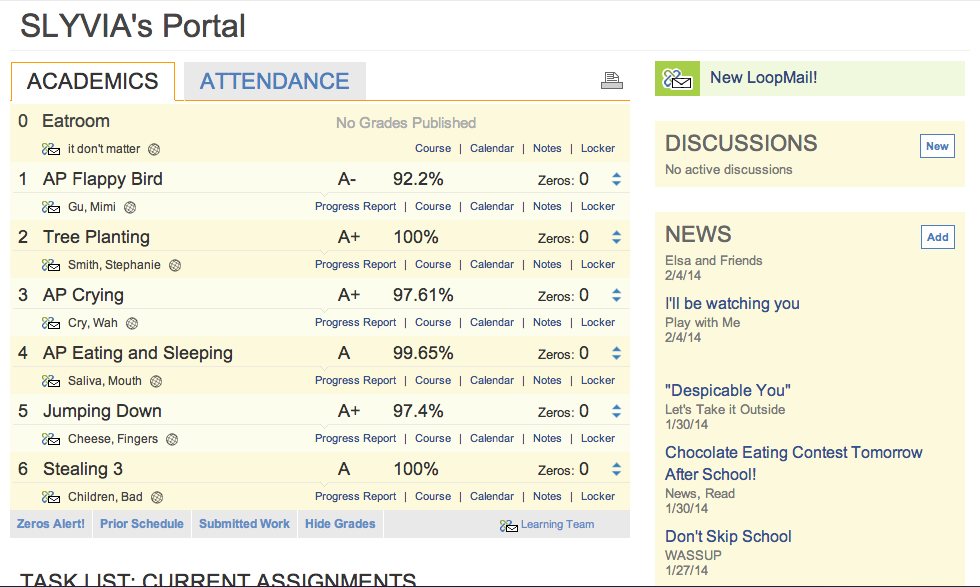 SLYVIA's Portal
ACADEMICS ATTENDANCE
0 Eatroom No Grades Published
it don't matter Course | Calendar | Notes | Locker
1 AP Flappy Bird A- 92.2% Zeros: 0
Gu, Mimi Progress Report | Course | Calendar | Notes | Locker
2 Tree Planting A+ 100% Zeros: 0
Smith, Stephanie Progress Report | Course | Calendar | Notes | Locker
3 AP Crying A+ 97.61% Zeros: 0
Cry, Wah Progress Report | Course | Calendar | Notes | Locker
4 AP Eating and Sleeping A 99.65% Zeros: 0
Saliva, Mouth Progress Report | Course | Calendar | Notes | Locker
5 Jumping Down A+ 97.4% Zeros: 0
Cheese, Fingers Progress Report | Course | Calendar | Notes | Locker
6 Stealing 3 A 100% Zeros: 0
Children, Bad Progress Report | Course | Calendar | Notes | Locker
Zeros Alert! Prior Schedule Submitted Work Hide Grades Learning Team
TASK LIST: CURRENT ASSIGNMENTS
New LoopMail!
DISCUSSIONS New
No active discussions
NEWS Add
Elsa and Friends
2/4/14
I'll be watching you
Play with Me
2/4/14
"Despicable You"
Let's Take it Outside
1/30/14
Chocolate Eating Contest Tomorrow
After School!
News, Read
1/30/14
Don't Skip School
WASSUP
1/27/14